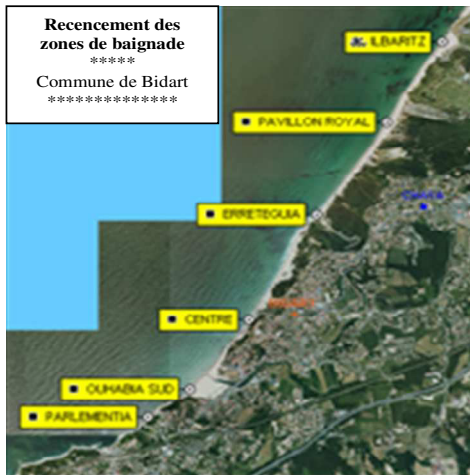 Recencement des
zones de baignade
*****
Commune de Bidart
**************
ILBARITZ
PAVILLON ROYAL
ERRETEGUIA
CENTRE
OUHABIA SUD
PARLEMENTIA